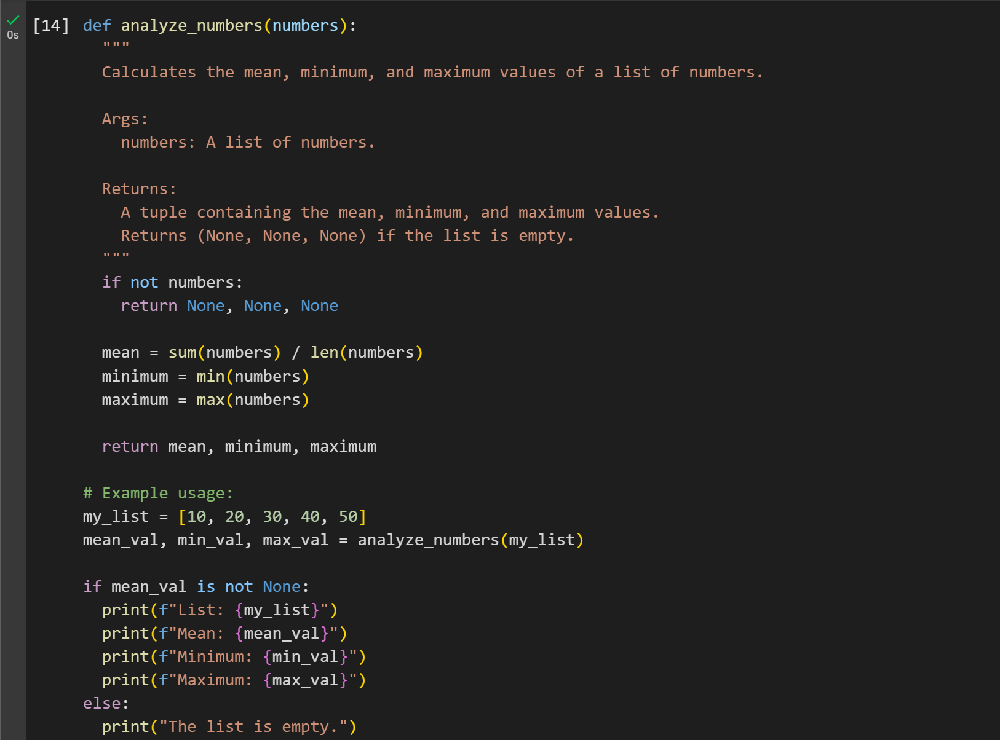 [14] def analyze_numbers(numbers):
0s
  """
  Calculates the mean, minimum, and maximum values of a list of numbers.

  Args:
    numbers: A list of numbers.

  Returns:
    A tuple containing the mean, minimum, and maximum values.
    Returns (None, None, None) if the list is empty.
  """
  if not numbers:
    return None, None, None

  mean = sum(numbers) / len(numbers)
  minimum = min(numbers)
  maximum = max(numbers)

  return mean, minimum, maximum

# Example usage:
my_list = [10, 20, 30, 40, 50]
mean_val, min_val, max_val = analyze_numbers(my_list)

if mean_val is not None:
  print(f"List: {my_list}")
  print(f"Mean: {mean_val}")
  print(f"Minimum: {min_val}")
  print(f"Maximum: {max_val}")
else:
  print("The list is empty.")